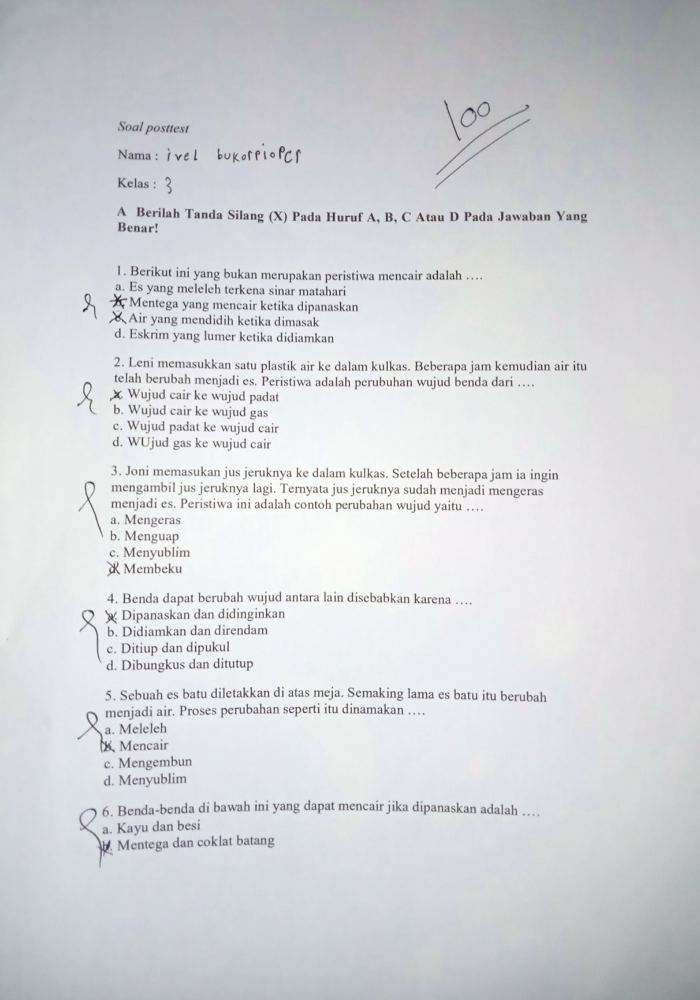 100
Soal posttest
Nama : ivel
Kelas : 3
A Berilah Tanda Silang (X) Pada Huruf A, B, C Atau D Pada Jawaban Yang
Benar!
1. Berikut ini yang bukan merupakan peristiwa mencair adalah ....
a. Es yang meleleh terkena sinar matahari
b. Mentega yang mencair ketika dipanaskan
c. Air yang mendidih ketika dimasak
d. Eskrim yang lumer ketika didiamkan
2. Leni memasukkan satu plastik air ke dalam kulkas. Beberapa jam kemudian air itu
telah berubah menjadi es. Peristiwa adalah perubuhan wujud benda dari ....
a. Wujud cair ke wujud padat
b. Wujud cair ke wujud gas
c. Wujud padat ke wujud cair
d. WUjud gas ke wujud cair
3. Joni memasukan jus jeruknya ke dalam kulkas. Setelah beberapa jam ia ingin
mengambil jus jeruknya lagi. Ternyata jus jeruknya sudah menjadi mengeras
menjadi es. Peristiwa ini adalah contoh perubahan wujud yaitu ....
a. Mengeras
b. Menguap
c. Menyublim
d. Membeku
4. Benda dapat berubah wujud antara lain disebabkan karena ....
a. Dipanaskan dan didinginkan
b. Didiamkan dan direndam
c. Ditiup dan dipukul
d. Dibungkus dan ditutup
5. Sebuah es batu diletakkan di atas meja. Semaking lama es batu itu berubah
menjadi air. Proses perubahan seperti itu dinamakan ....
a. Meleleh
b. Mencair
c. Mengembun
d. Menyublim
6. Benda-benda di bawah ini yang dapat mencair jika dipanaskan adalah ....
a. Kayu dan besi
b. Mentega dan coklat batang